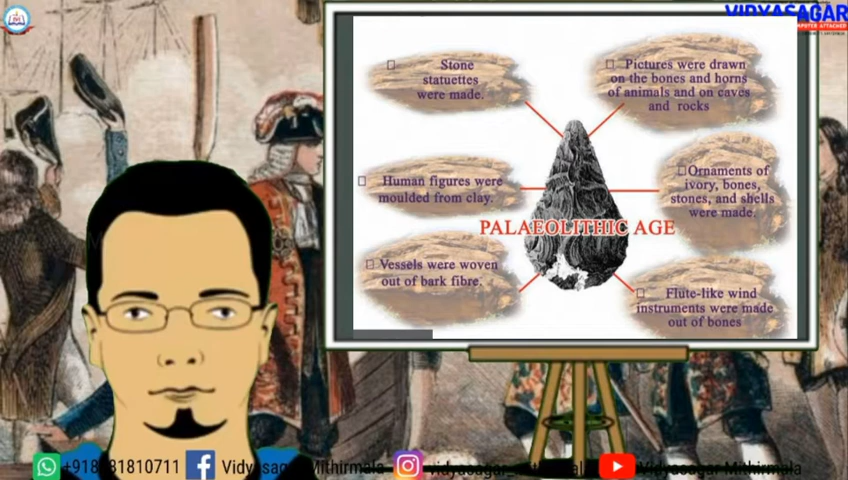 VIDYASAGAR
Stone
statuettes
were made.
Pictures were drawn
on the bones and horns
of animals and on caves
and rocks
Human figures were
moulded from clay.
Ornaments of
ivory, bones,
stones, and shells
were made.
PALAEOLITHIC AGE
Vessels were woven
out of bark fibre.
Flute-like wind
instruments were made
out of bones
Vidyasagar Mithirmala
Vidyasagar Mithirmala